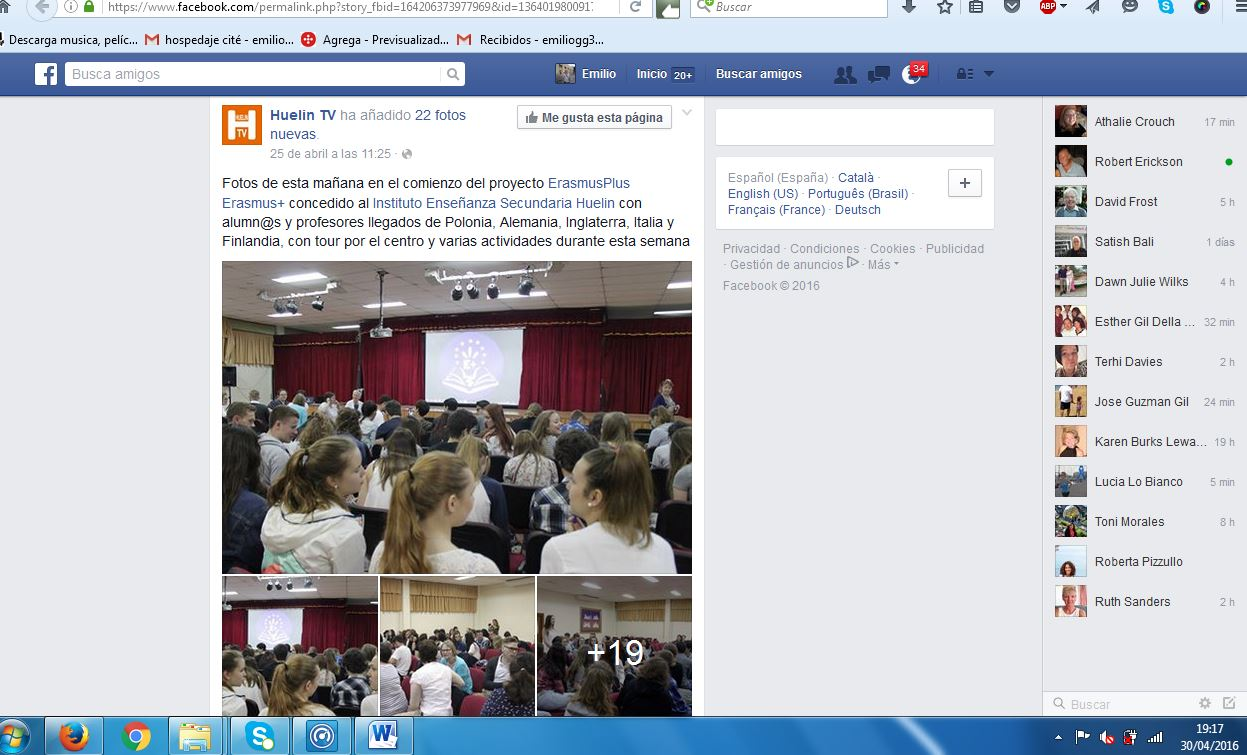 https://www.facebook.com/permalink.php?story_fbid=164206373977969&id=136401980091
Buscar
Descarga musica, pelíc...
hospedaje cité - emilio...
Agrega - Previsualizad...
Recibidos - emiliogg3...
ABP
Busca amigos
Emilio
Inicio 20+
Buscar amigos
34
HUELIN
TV
Huelin TV ha añadido 22 fotos
nuevas.
25 de abril a las 11:25 ·
Me gusta esta página
Fotos de esta mañana en el comienzo del proyecto ErasmusPlus
Erasmus+ concedido al Instituto Enseñanza Secundaria Huelin con
alumn@s y profesores llegados de Polonia, Alemania, Inglaterra, Italia y
Finlandia, con tour por el centro y varias actividades durante esta semana
+19
Español (España) · Català ·
English (US) · Português (Brasil) ·
Français (France) · Deutsch
Privacidad · Condiciones · Cookies · Publicidad
· Gestión de anuncios · Más
Facebook © 2016
Athalie Crouch 17 min
Robert Erickson
David Frost 5 h
Satish Bali 1 días
Dawn Julie Wilks 4 h
Esther Gil Della ... 32 min
Terhi Davies 2 h
Jose Guzman Gil 24 min
Karen Burks Lewa... 19 h
Lucia Lo Bianco 5 min
Toni Morales 8 h
Roberta Pizzullo
Ruth Sanders 2 h
Buscar
19:17
30/04/2016